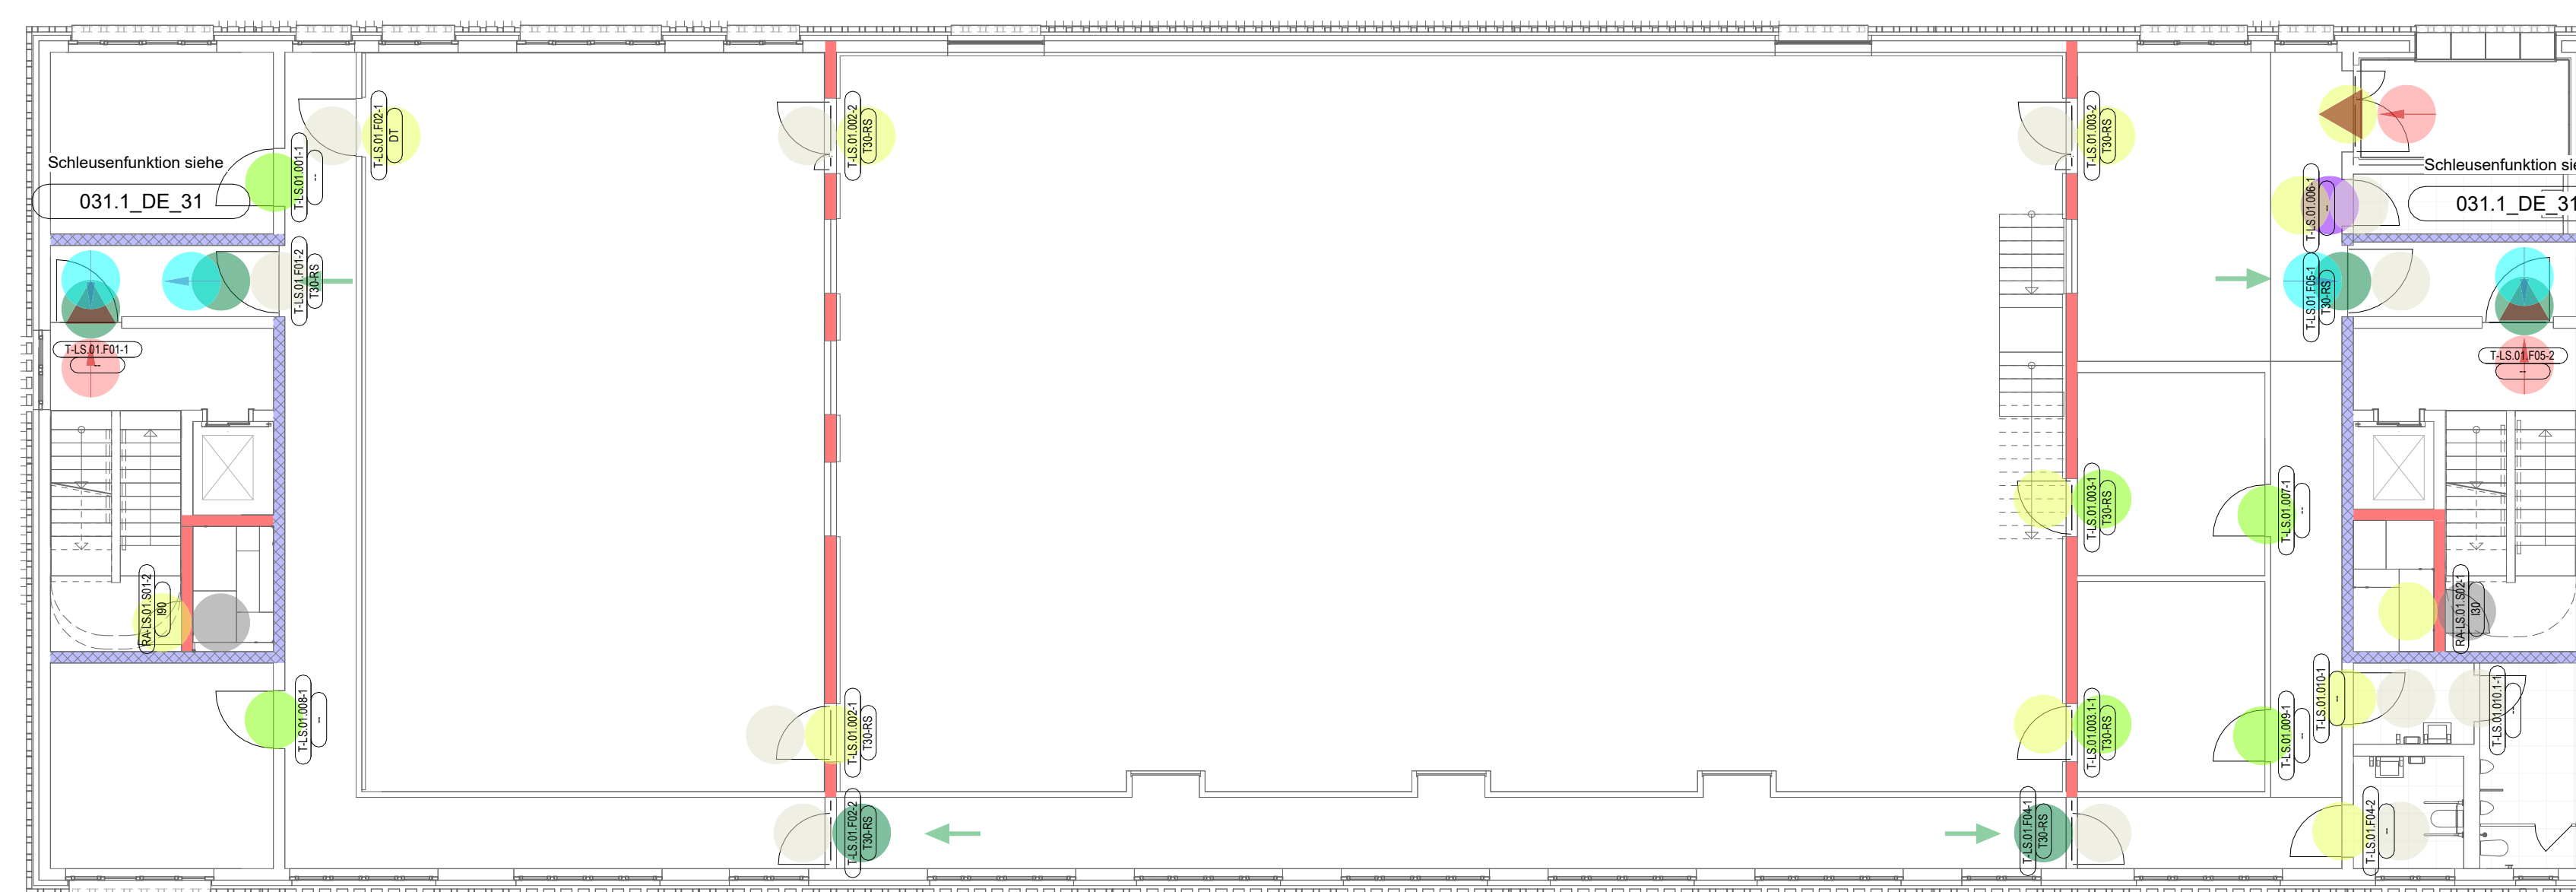 Schleusenfunktion siehe
031.1_DE_31
T-LS.01.001-1
--
T-LS.01.F02-1
DT
T-LS.01.002-2
T30-RS
T-LS.01.003-2
T30-RS
T-LS.01.006-1
--
Schleusenfunktion sie
031.1_DE_31
T-LS.01.F01-2
T30-RS
T-LS.01.F05-1
T30-RS
T-LS.01.F01-1
--
T-LS.01.F05-2
--
T-LS.01.003-1
T30-RS
T-LS.01.007-1
--
RA-LS.01.S01-2
I90
RA-LS.01.S02-1
I30
T-LS.01.008-1
--
T-LS.01.002-1
T30-RS
T-LS.01.003.1-1
T30-RS
T-LS.01.009-1
--
T-LS.01.010-1
--
T-LS.01.010.1-1
--
T-LS.01.F02-2
T30-RS
T-LS.01.F04-1
T30-RS
T-LS.01.F04-2
--